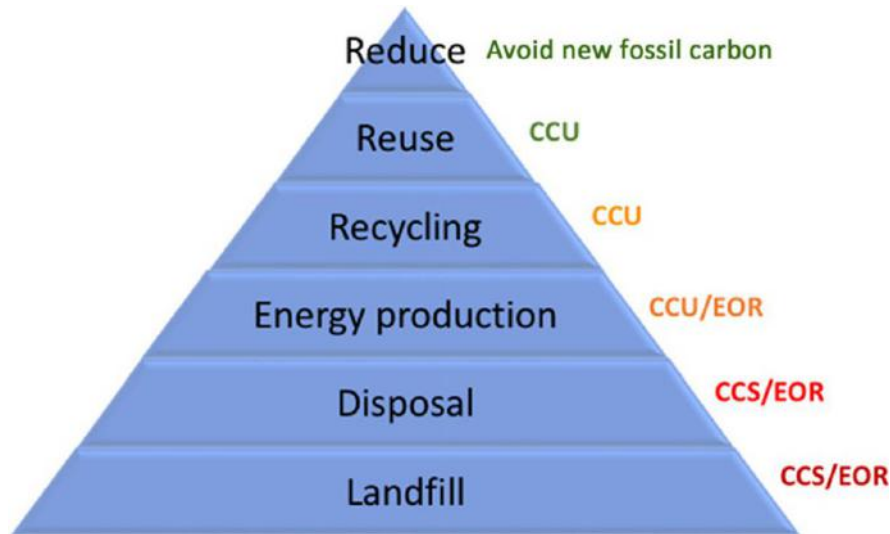 Reduce Avoid new fossil carbon
Reuse CCU
Recycling CCU
Energy production CCU/EOR
Disposal CCS/EOR
Landfill CCS/EOR